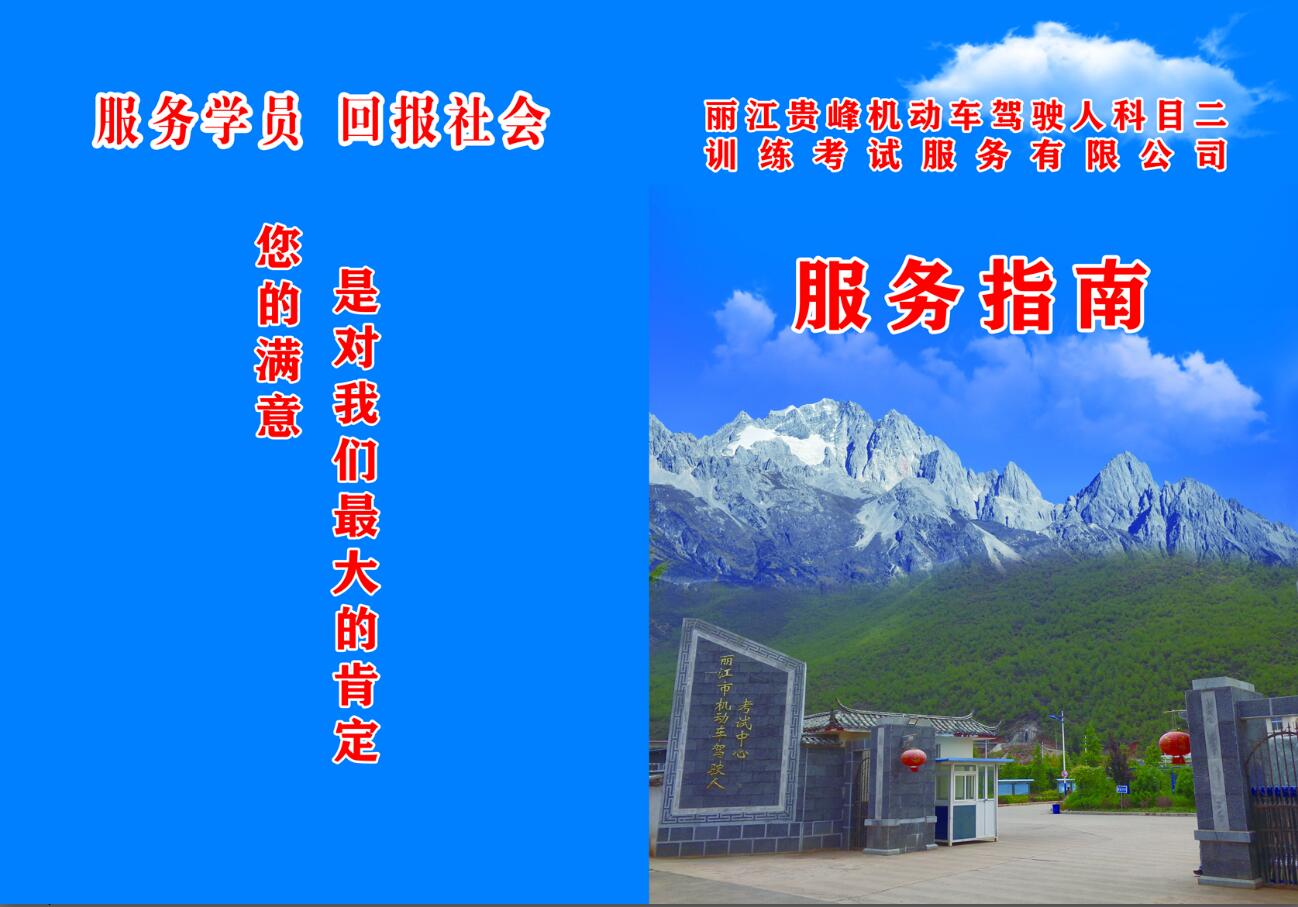 服务学员 回报社会
您的满意
是对我们最大的肯定
丽江贵峰机动车驾驶人科目二
训练考试服务有限公司
服务指南
丽江市机动车驾驶人
考试中心